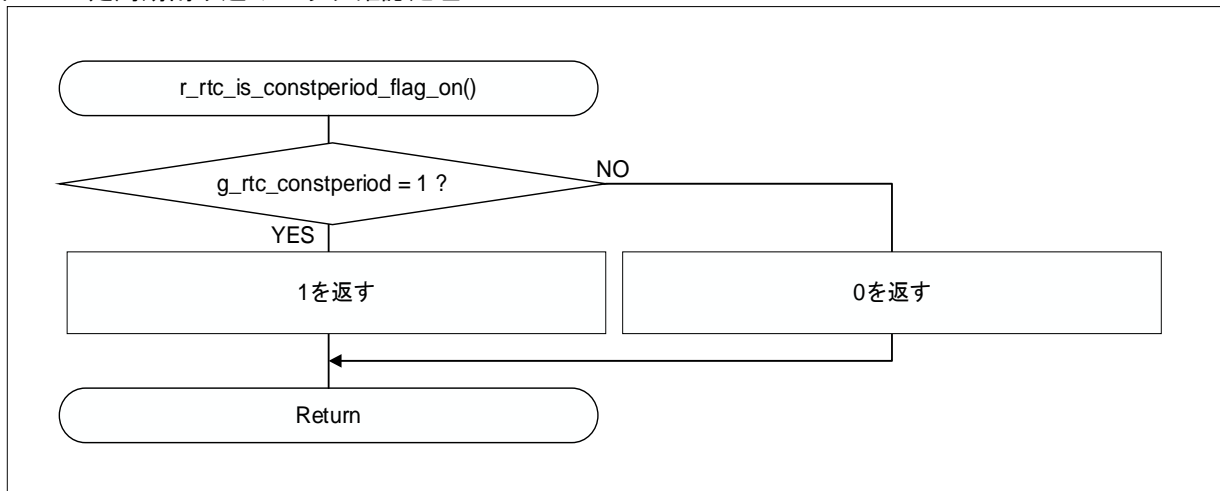 r_rtc_is_constperiod_flag_on()
g_rtc_constperiod = 1 ?
NO
YES
1を返す
0を返す
Return